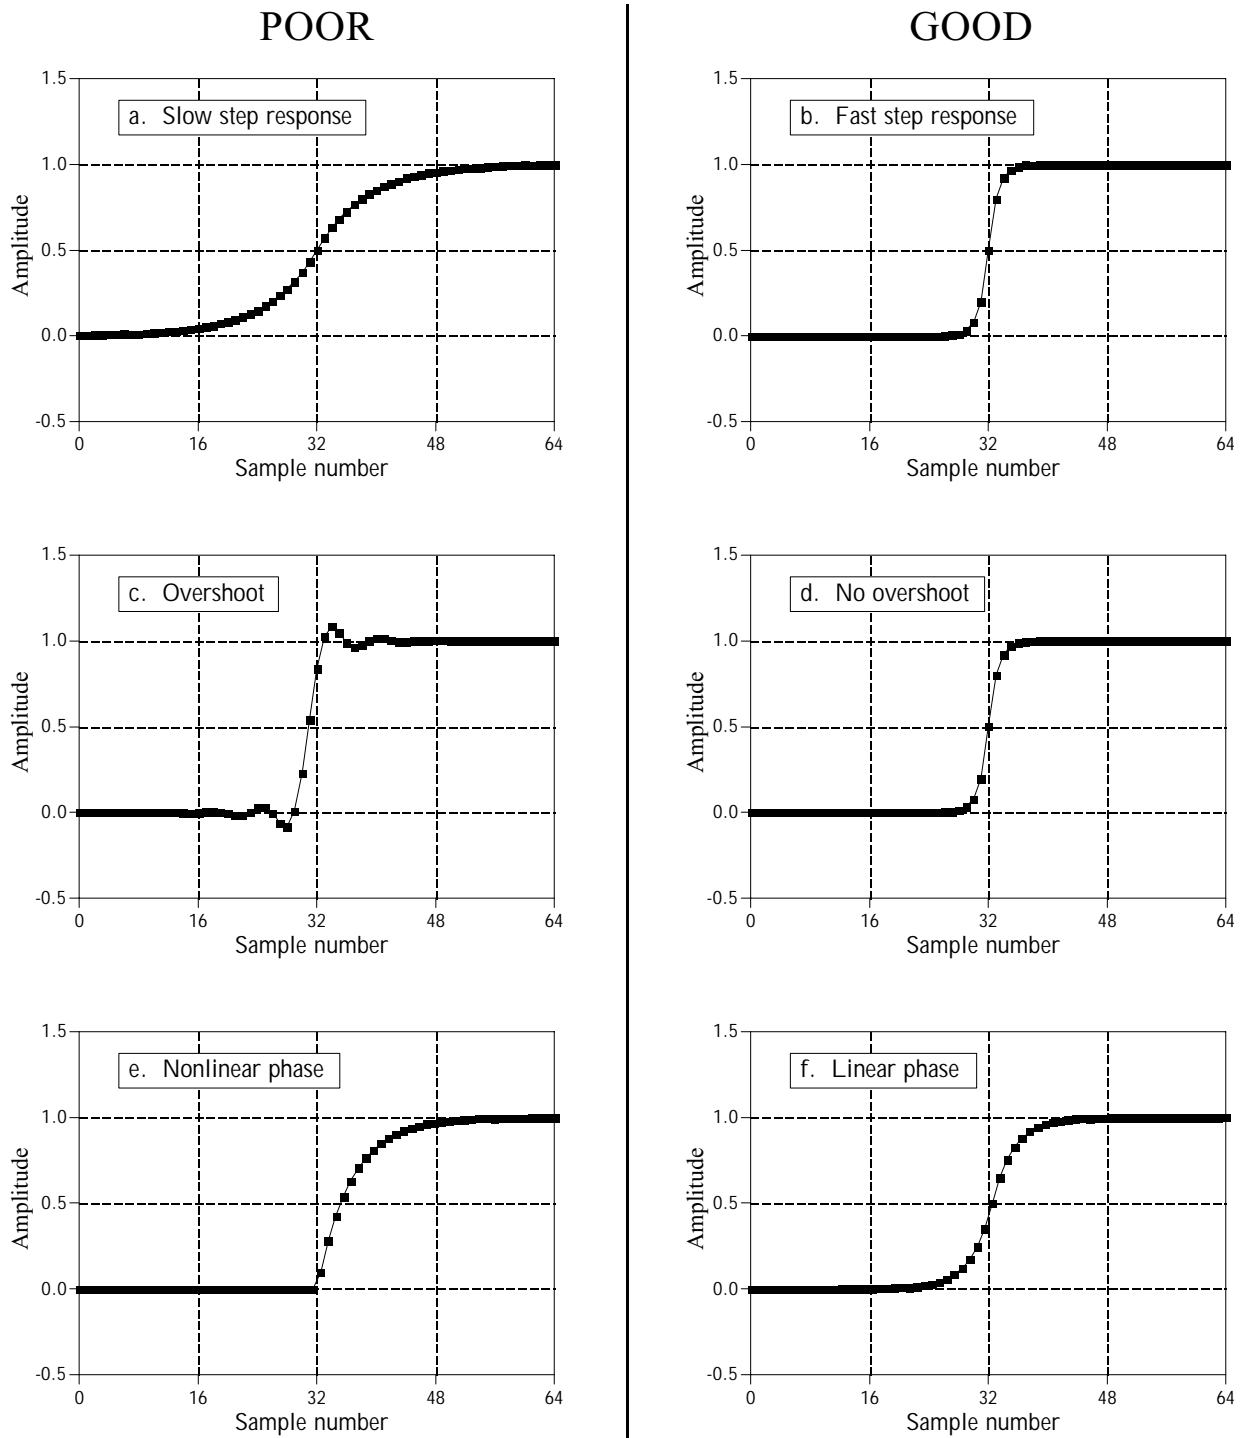 POOR
GOOD
a. Slow step response
1.5
1.0
0.5
0.0
-0.5
Amplitude
0 16 32 48 64
Sample number
b. Fast step response
1.5
1.0
0.5
0.0
-0.5
Amplitude
0 16 32 48 64
Sample number
c. Overshoot
1.5
1.0
0.5
0.0
-0.5
Amplitude
0 16 32 48 64
Sample number
d. No overshoot
1.5
1.0
0.5
0.0
-0.5
Amplitude
0 16 32 48 64
Sample number
e. Nonlinear phase
1.5
1.0
0.5
0.0
-0.5
Amplitude
0 16 32 48 64
Sample number
f. Linear phase
1.5
1.0
0.5
0.0
-0.5
Amplitude
0 16 32 48 64
Sample number